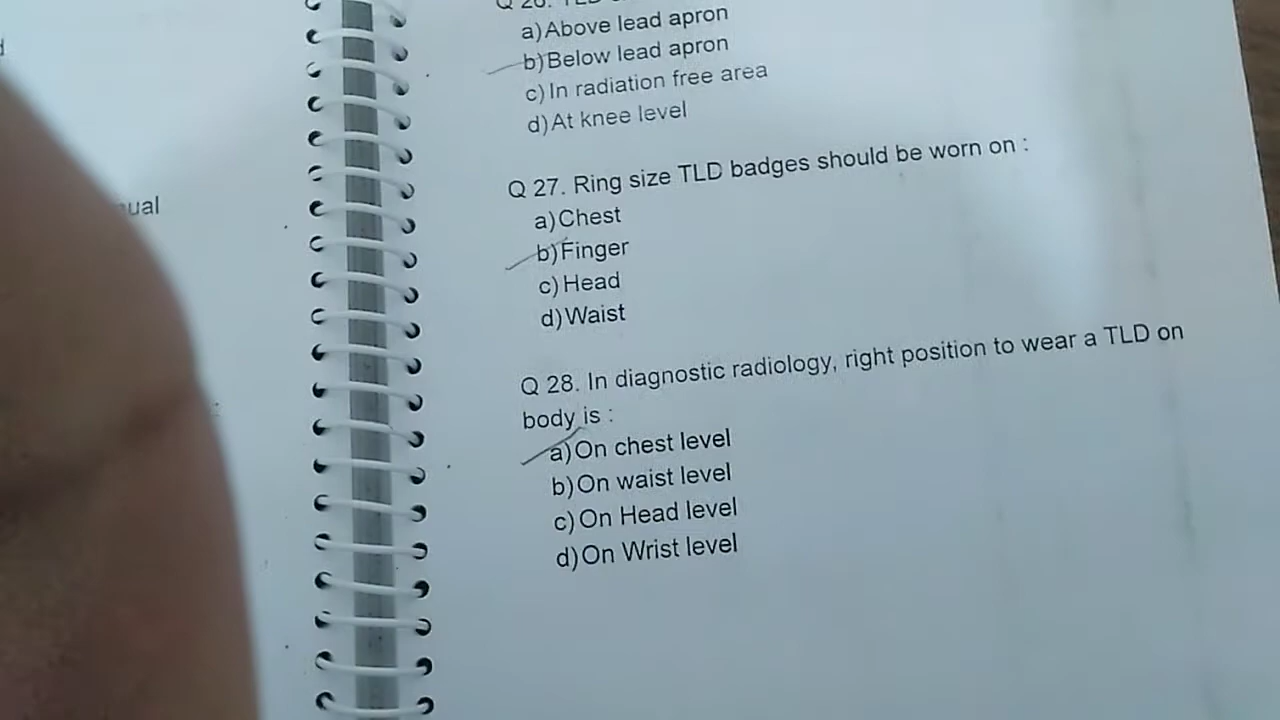 ual
a)Above lead apron
b)Below lead apron
c)In radiation free area
d)At knee level
Q 27. Ring size TLD badges should be worn on :
a)Chest
b)Finger
c)Head
d)Waist
Q 28. In diagnostic radiology, right position to wear a TLD on
body is :
a)On chest level
b)On waist level
c)On Head level
d)On Wrist level